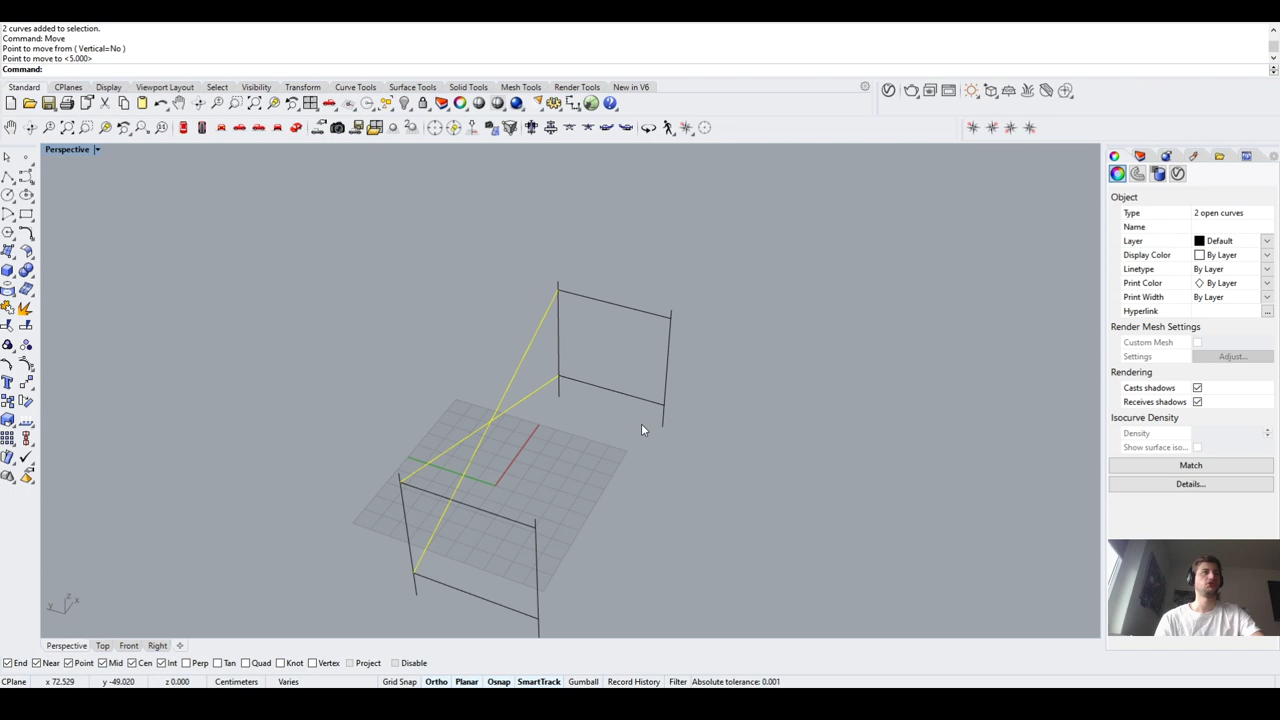 2 curves added to selection.
Command: Move
Point to move from ( Vertical=No )
Point to move to <5.000>
Command:
Standard CPlanes Display Viewport Layout Select Visibility Transform Curve Tools Surface Tools Solid Tools Mesh Tools Render Tools New in V6
Perspective
Object
Type 2 open curves
Name
Layer Default
Display Color By Layer
Linetype By Layer
Print Color By Layer
Print Width By Layer
Hyperlink ...
Render Mesh Settings
Custom Mesh
Settings Adjust...
Rendering
Casts shadows
Receives shadows
Isocurve Density
Density
Show surface iso...
Match
Details...
z
y x
Perspective Top Front Right
End Near Point Mid Cen Int Perp Tan Quad Knot Vertex Project Disable
CPlane x 72.529 y -49.020 z 0.000 Centimeters Varies Grid Snap Ortho Planar Osnap SmartTrack Gumball Record History Filter Absolute tolerance: 0.001